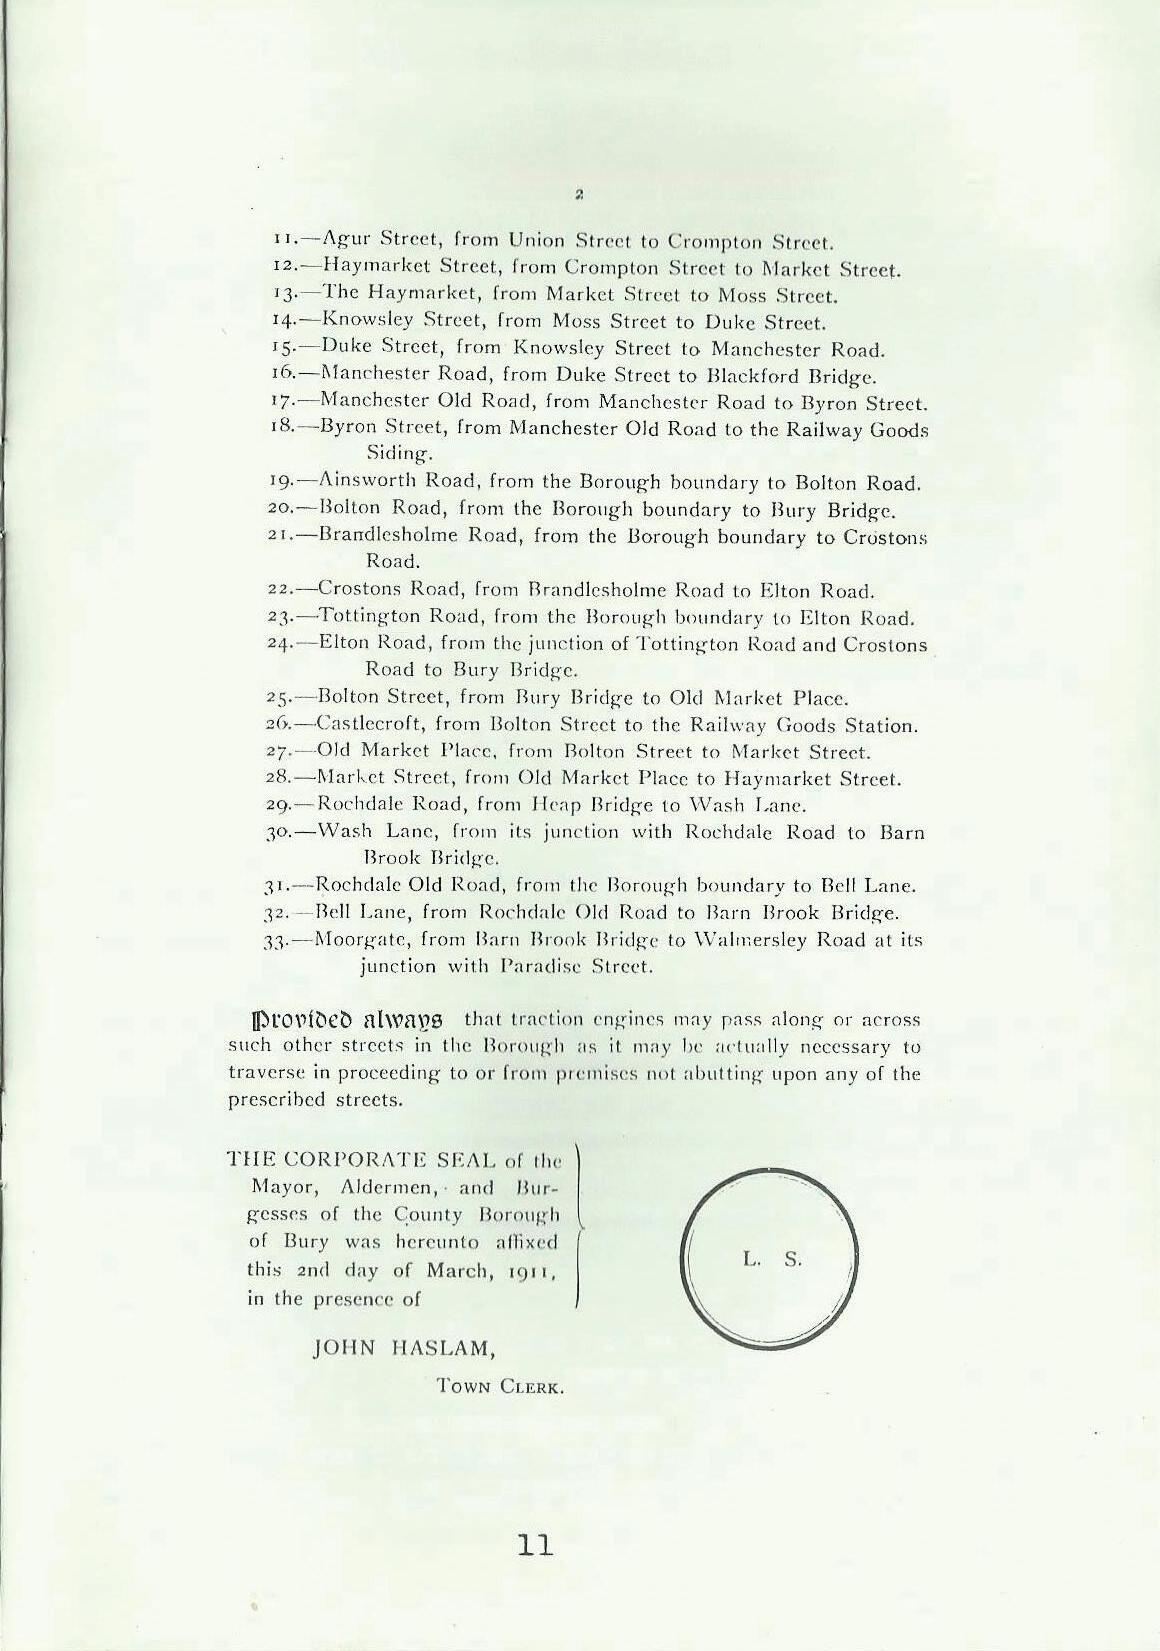 2
11.—Agur Street, from Union Street to Crompton Street.
12.—Haymarket Street, from Crompton Street to Market Street.
13.—The Haymarket, from Market Street to Moss Street.
14.—Knowsley Street, from Moss Street to Duke Street.
15.—Duke Street, from Knowsley Street to Manchester Road.
16.—Manchester Road, from Duke Street to Blackford Bridge.
17.—Manchester Old Road, from Manchester Road to Byron Street.
18.—Byron Street, from Manchester Old Road to the Railway Goods
Siding.
19.—Ainsworth Road, from the Borough boundary to Bolton Road.
20.—Bolton Road, from the Borough boundary to Bury Bridge.
21.—Brandlesholme Road, from the Borough boundary to Crostons
Road.
22.—Crostons Road, from Brandlesholme Road to Elton Road.
23.—Tottington Road, from the Borough boundary to Elton Road.
24.—Elton Road, from the junction of Tottington Road and Crostons
Road to Bury Bridge.
25.—Bolton Street, from Bury Bridge to Old Market Place.
26.—Castlecroft, from Bolton Street to the Railway Goods Station.
27.—Old Market Place, from Bolton Street to Market Street.
28.—Market Street, from Old Market Place to Haymarket Street.
29.—Rochdale Road, from Heap Bridge to Wash Lane.
30.—Wash Lane, from its junction with Rochdale Road to Barn
Brook Bridge.
31.—Rochdale Old Road, from the Borough boundary to Bell Lane.
32.—Bell Lane, from Rochdale Old Road to Barn Brook Bridge.
33.—Moorgate, from Barn Brook Bridge to Walmersley Road at its
junction with Paradise Street.
Provided always that traction engines may pass along or across
such other streets in the Borough as it may be actually necessary to
traverse in proceeding to or from premises not abutting upon any of the
prescribed streets.
THE CORPORATE SEAL of the
Mayor, Aldermen, and Bur-
gesses of the County Borough
of Bury was hereunto affixed
this 2nd day of March, 1911,
in the presence of
L. S.
JOHN HASLAM,
TOWN CLERK.
11